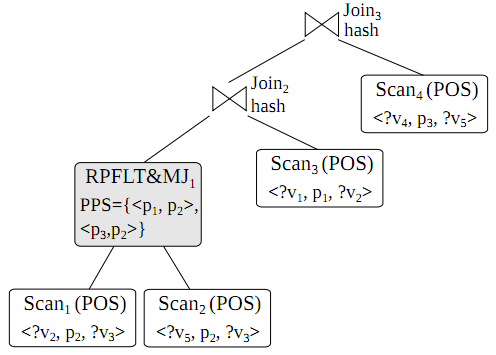 Join₃
hash
Scan₄ (POS)
<?v₄, p₃, ?v₅>
Join₂
hash
Scan₃ (POS)
<?v₁, p₁, ?v₂>
RPFLT&MJ₁
PPS={<p₁, p₂>,
<p₃,p₂>}
Scan₁ (POS)
<?v₂, p₂, ?v₃>
Scan₂ (POS)
<?v₅, p₂, ?v₃>